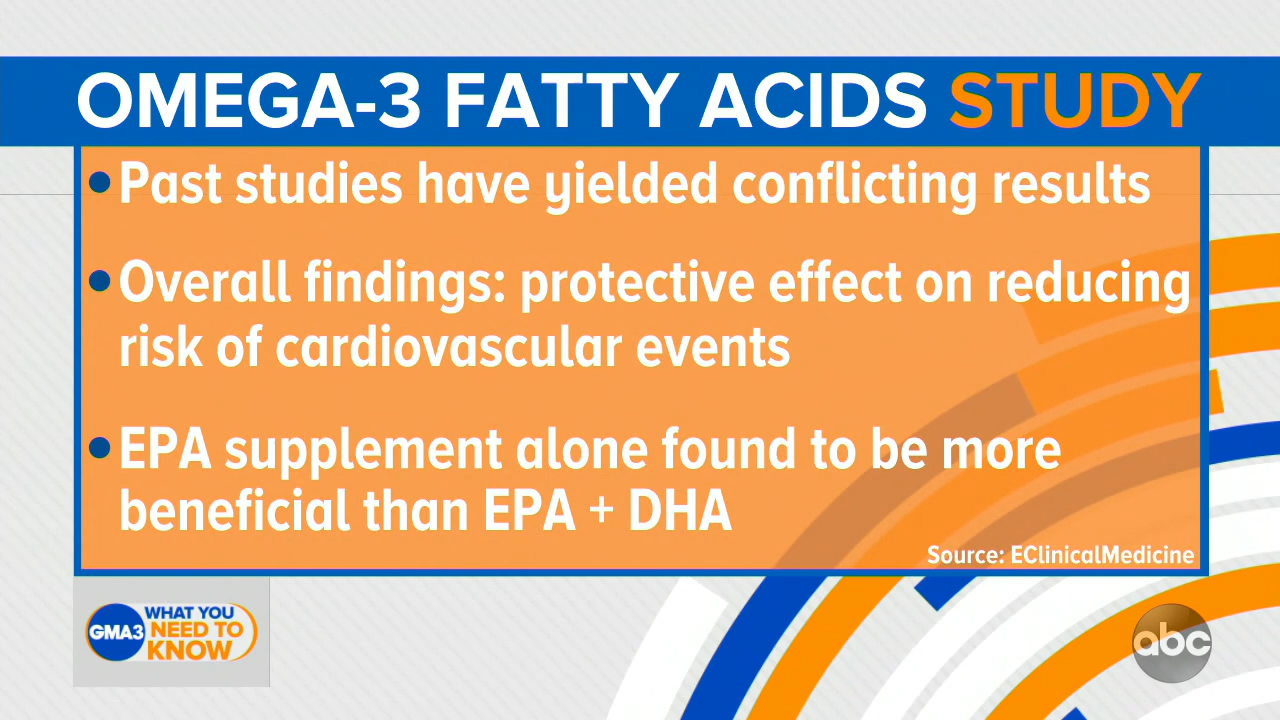 OMEGA-3 FATTY ACIDS STUDY
• Past studies have yielded conflicting results
• Overall findings: protective effect on reducing
risk of cardiovascular events
• EPA supplement alone found to be more
beneficial than EPA + DHA
Source: EClinicalMedicine
GMA3
WHAT YOU
NEED TO
KNOW
abc